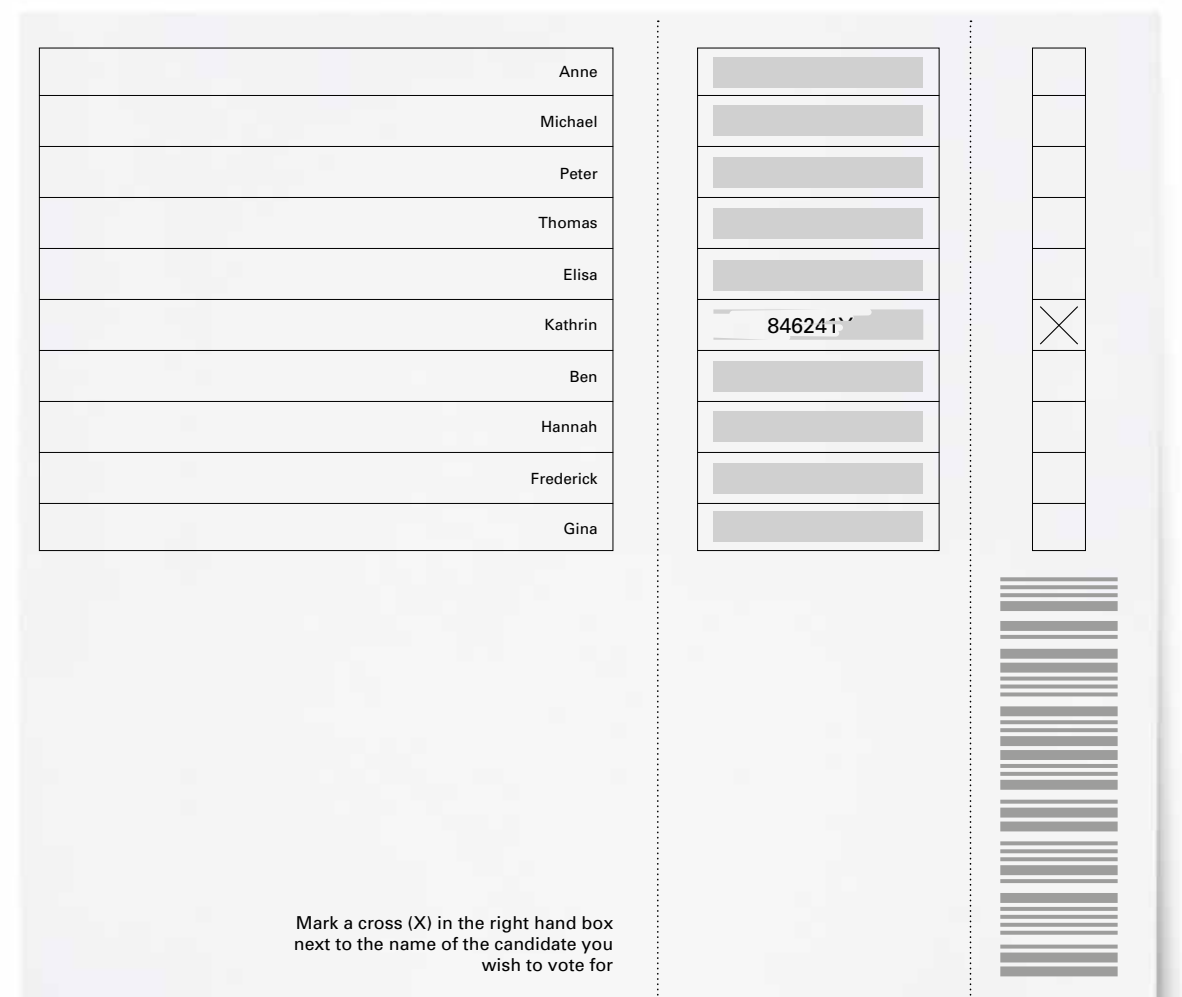 Anne
Michael
Peter
Thomas
Elisa
Kathrin 846241
Ben
Hannah
Frederick
Gina
Mark a cross (X) in the right hand box
next to the name of the candidate you
wish to vote for